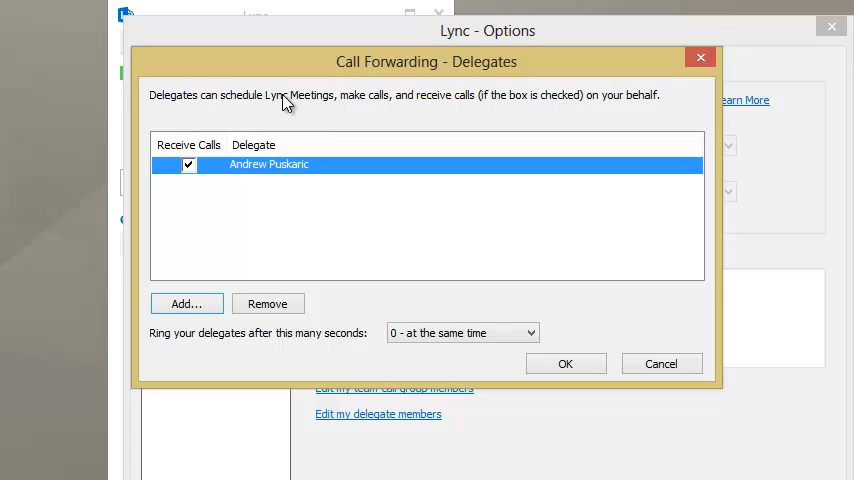 Lync
Lync - Options
Call Forwarding - Delegates
Delegates can schedule Lync Meetings, make calls, and receive calls (if the box is checked) on your behalf.
Learn More
Receive Calls Delegate
Andrew Puskaric
Add... Remove
Ring your delegates after this many seconds: 0 - at the same time
OK Cancel
Edit my team call group members
Edit my delegate members